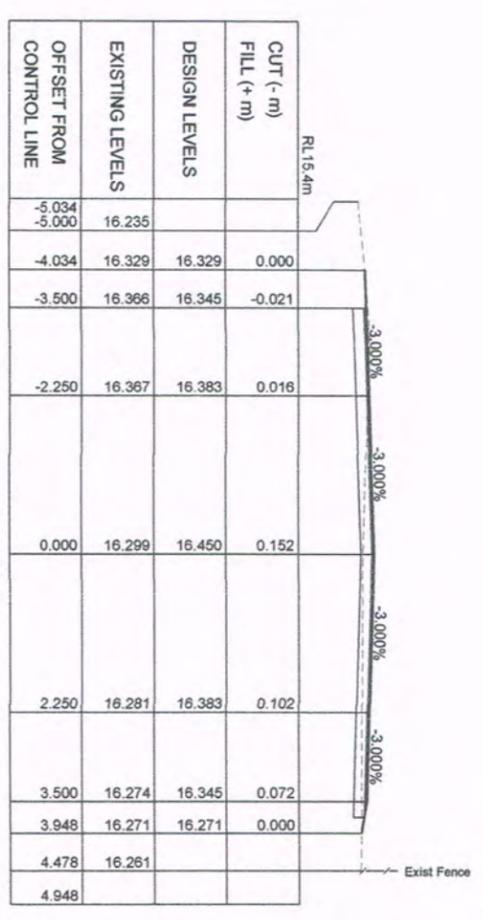 OFFSET FROM
CONTROL LINE
EXISTING LEVELS
DESIGN LEVELS
CUT (- m)
FILL (+ m)
RL15.4m
-5.034
-5.000 16.235
-4.034 16.329 16.329 0.000
-3.500 16.366 16.345 -0.021
-3.000%
-2.250 16.367 16.383 0.016
-3.000%
0.000 16.299 16.450 0.152
-3.000%
2.250 16.281 16.383 0.102
-3.000%
3.500 16.274 16.345 0.072
3.948 16.271 16.271 0.000
4.478 16.261
Exist Fence
4.948